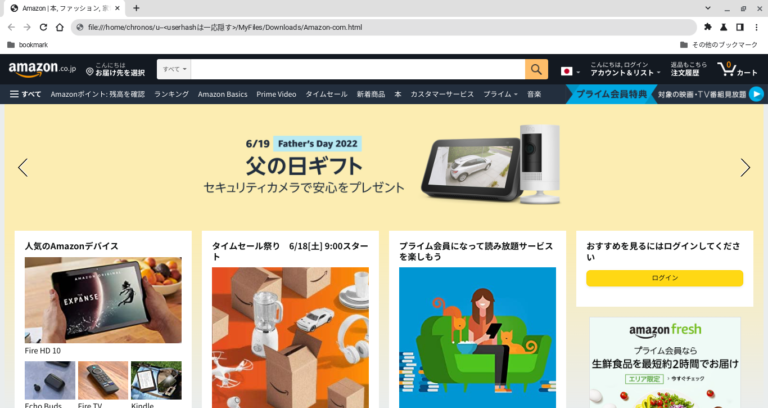 Amazon | 本, ファッション, 家
file:///home/chronos/u-<userhashは一応隠す>/MyFiles/Downloads/Amazon-com.html
bookmark
その他のブックマーク
amazon.co.jp
こんにちは
お届け先を選択
すべて
こんにちは, ログイン
アカウント&リスト
返品もこちら
注文履歴
0
カート
すべて
Amazonポイント: 残高を確認
ランキング
Amazon Basics
Prime Video
タイムセール
新着商品
本
カスタマーサービス
プライム
音楽
プライム会員特典
対象の映画・TV番組見放題
6/19 Father's Day 2022
父の日ギフト
セキュリティカメラで安心をプレゼント
人気のAmazonデバイス
THE EXPANSE
Fire HD 10
Echo Buds
Fire TV
Kindle
タイムセール祭り 6/18[土] 9:00スター
ト
プライム会員になって読み放題サービス
を楽しもう
おすすめを見るにはログインしてくださ
い
ログイン
amazon fresh
プライム会員なら
生鮮食品を最短約2時間でお届け
エリア限定
今すぐチェック